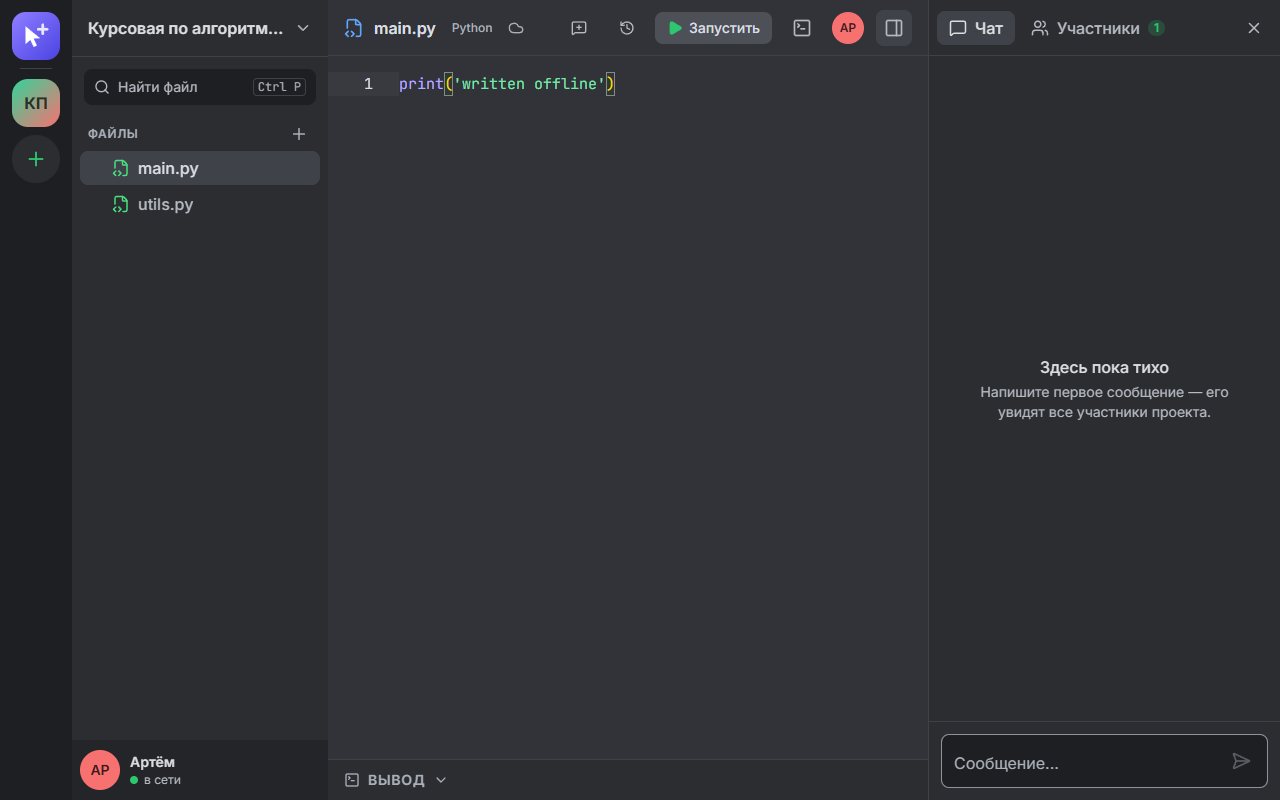 КП
Курсовая по алгоритм...
Найти файл
Ctrl P
ФАЙЛЫ
main.py
utils.py
АР
Артём
в сети
main.py
Python
Запустить
АР
1
print('written offline')
ВЫВОД
Чат
Участники
1
Здесь пока тихо
Напишите первое сообщение — его
увидят все участники проекта.
Сообщение...